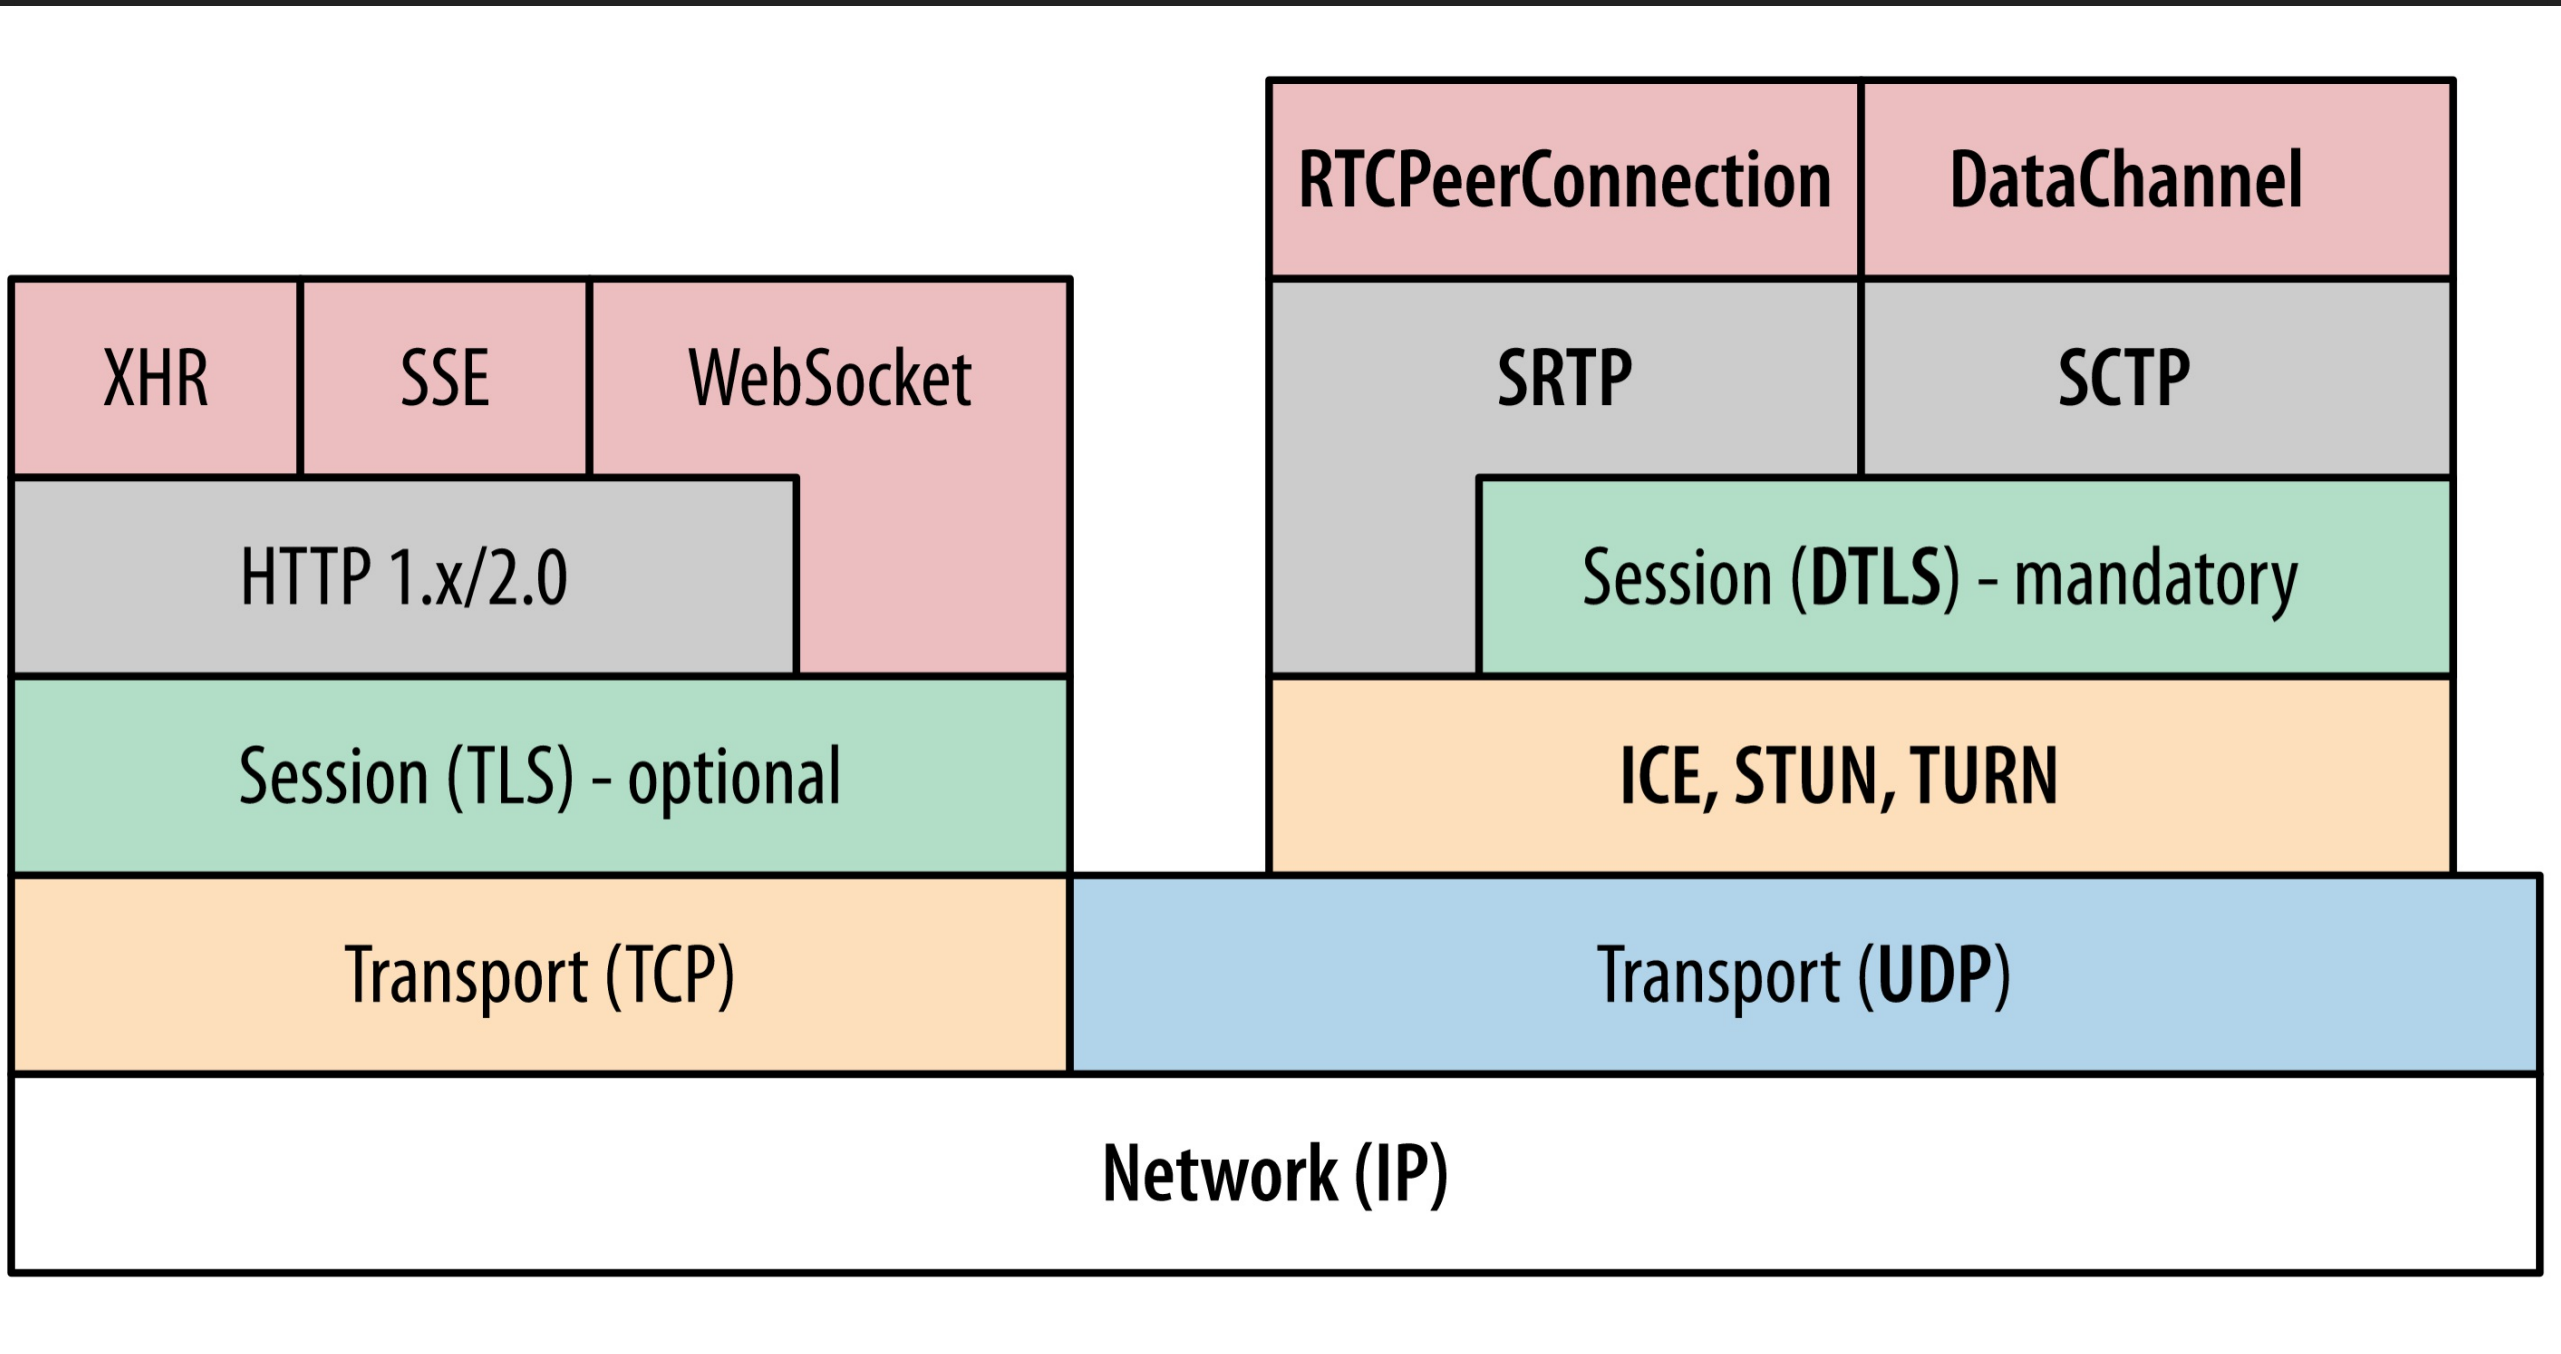 RTCPeerConnection
DataChannel
XHR
SSE
WebSocket
SRTP
SCTP
HTTP 1.x/2.0
Session (DTLS) - mandatory
Session (TLS) - optional
ICE, STUN, TURN
Transport (TCP)
Transport (UDP)
Network (IP)